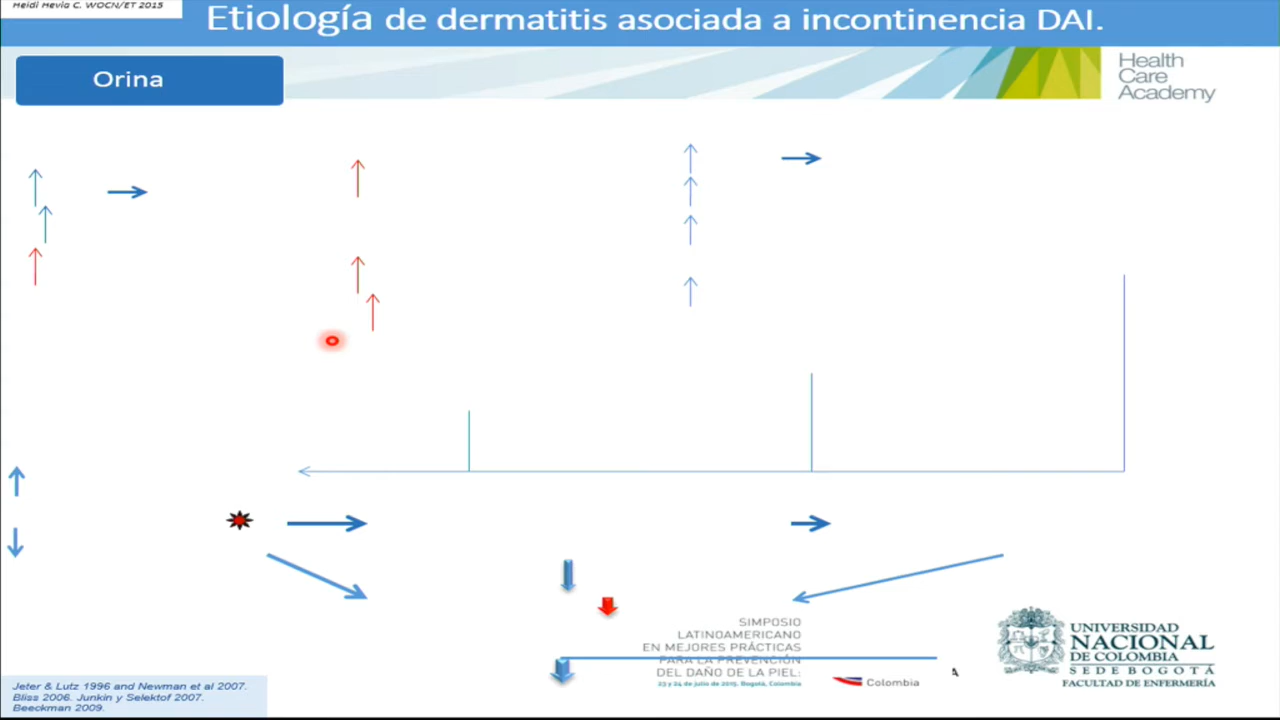 Heidi Hevia C. WOCN/ET 2015
Etiología de dermatitis asociada a incontinencia DAI.
Orina
Health
Care
Academy
SIMPOSIO
LATINOAMERICANO
EN MEJORES PRÁCTICAS
PARA LA PREVENCIÓN
DEL DAÑO DE LA PIEL:
23 y 24 de julio de 2015. Bogotá, Colombia
Colombia
A
UNIVERSIDAD
NACIONAL
DE COLOMBIA
SEDE BOGOTÁ
FACULTAD DE ENFERMERÍA
Jeter & Lutz 1996 and Newman et al 2007.
Bliss 2006. Junkin y Selektof 2007.
Beeckman 2009.